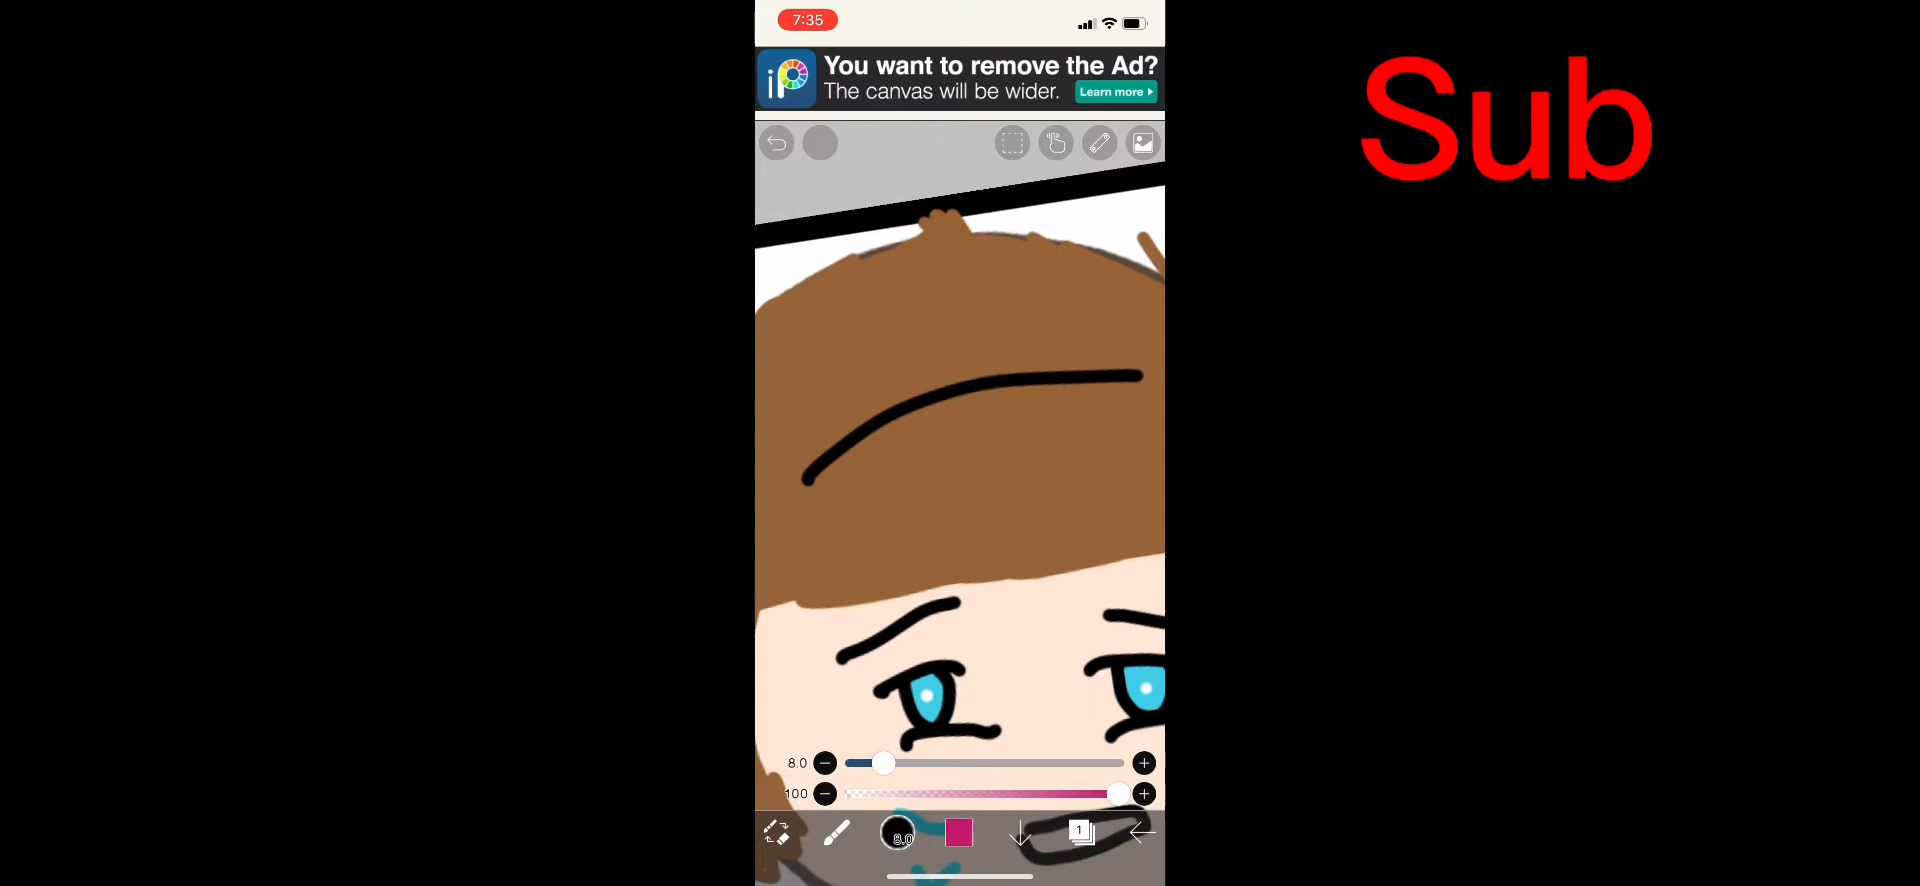 7:35
Sub
iP You want to remove the Ad?
The canvas will be wider. Learn more
8.0
100
8.0
1